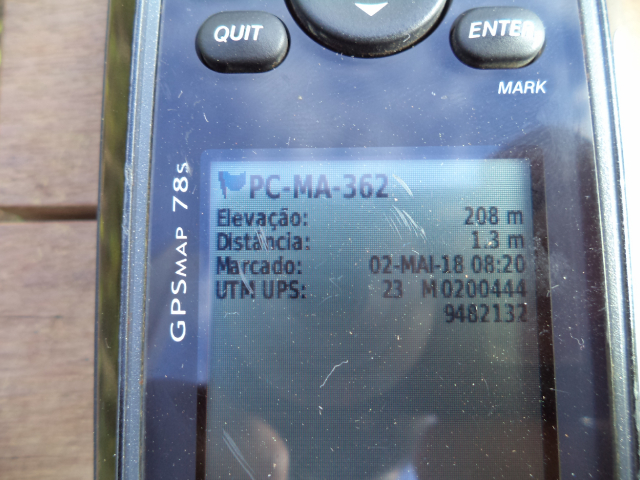 QUIT
ENTER
MARK
GPSMAP 78s
PC-MA-362
Elevação: 208 m
Distância: 1.3 m
Marcado: 02-MAI-18 08:20
UTM UPS: 23 M 0200444
9482132